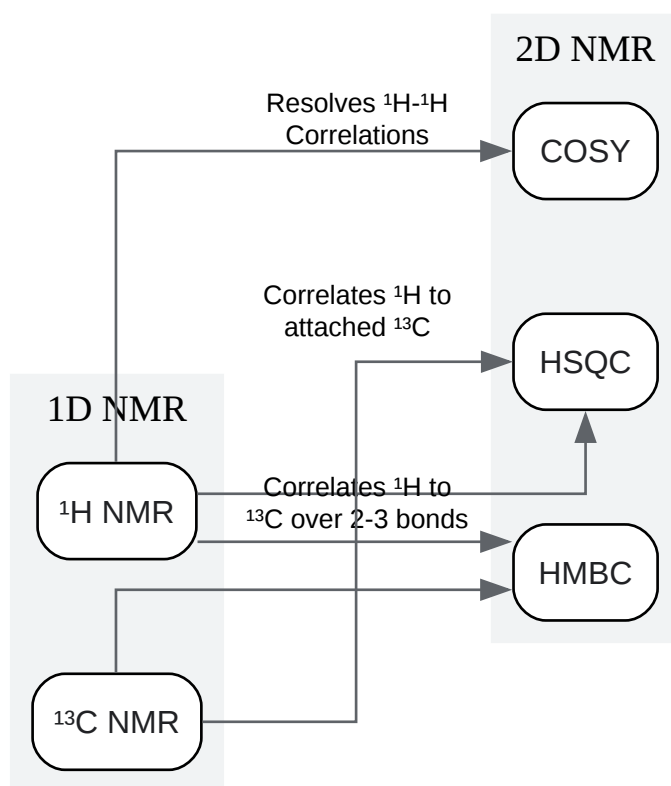 2D NMR
Resolves ¹H-¹H
Correlations
COSY
Correlates ¹H to
attached ¹³C
HSQC
1D NMR
¹H NMR
Correlates ¹H to
¹³C over 2-3 bonds
HMBC
¹³C NMR